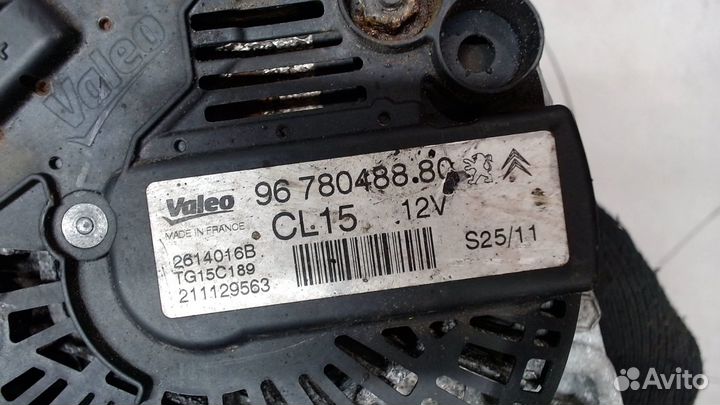 Valeo
Valeo 96 780488.80
MADE IN FRANCE CL15 12V
2614016B S25/11
TG15C189
211129563
Avito